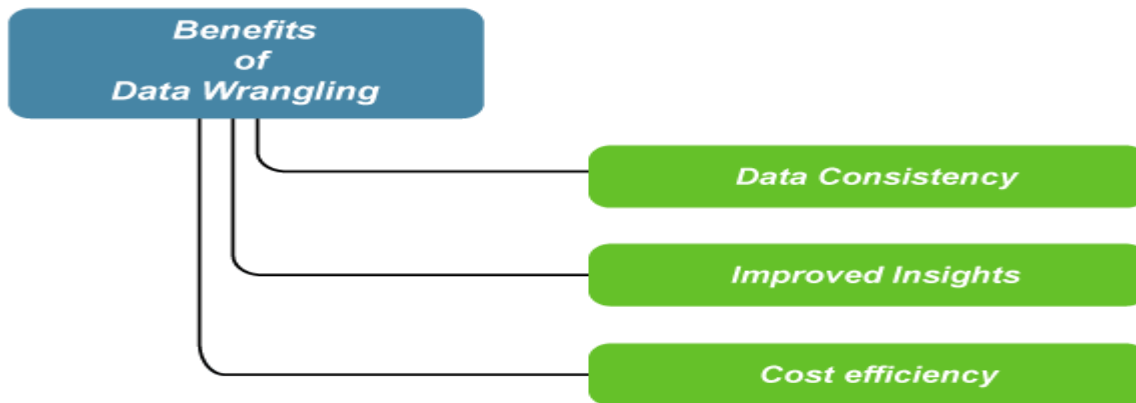 Benefits
of
Data Wrangling
Data Consistency
Improved Insights
Cost efficiency